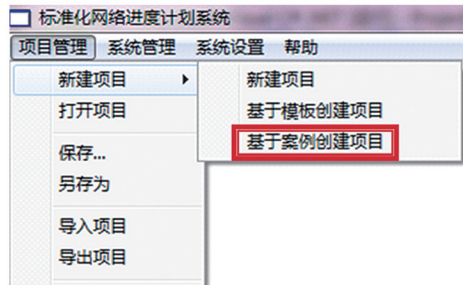 标准化网络进度计划系统
项目管理 系统管理 系统设置 帮助
新建项目 新建项目
打开项目 基于模板创建项目
基于案例创建项目
保存...
另存为
导入项目
导出项目